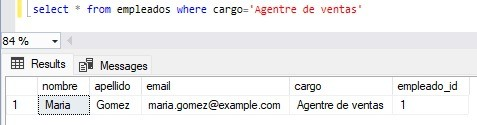 select * from empleados where cargo='Agentre de ventas'
84 %
Results Messages
nombre apellido email cargo empleado_id
1 Maria Gomez maria.gomez@example.com Agentre de ventas 1